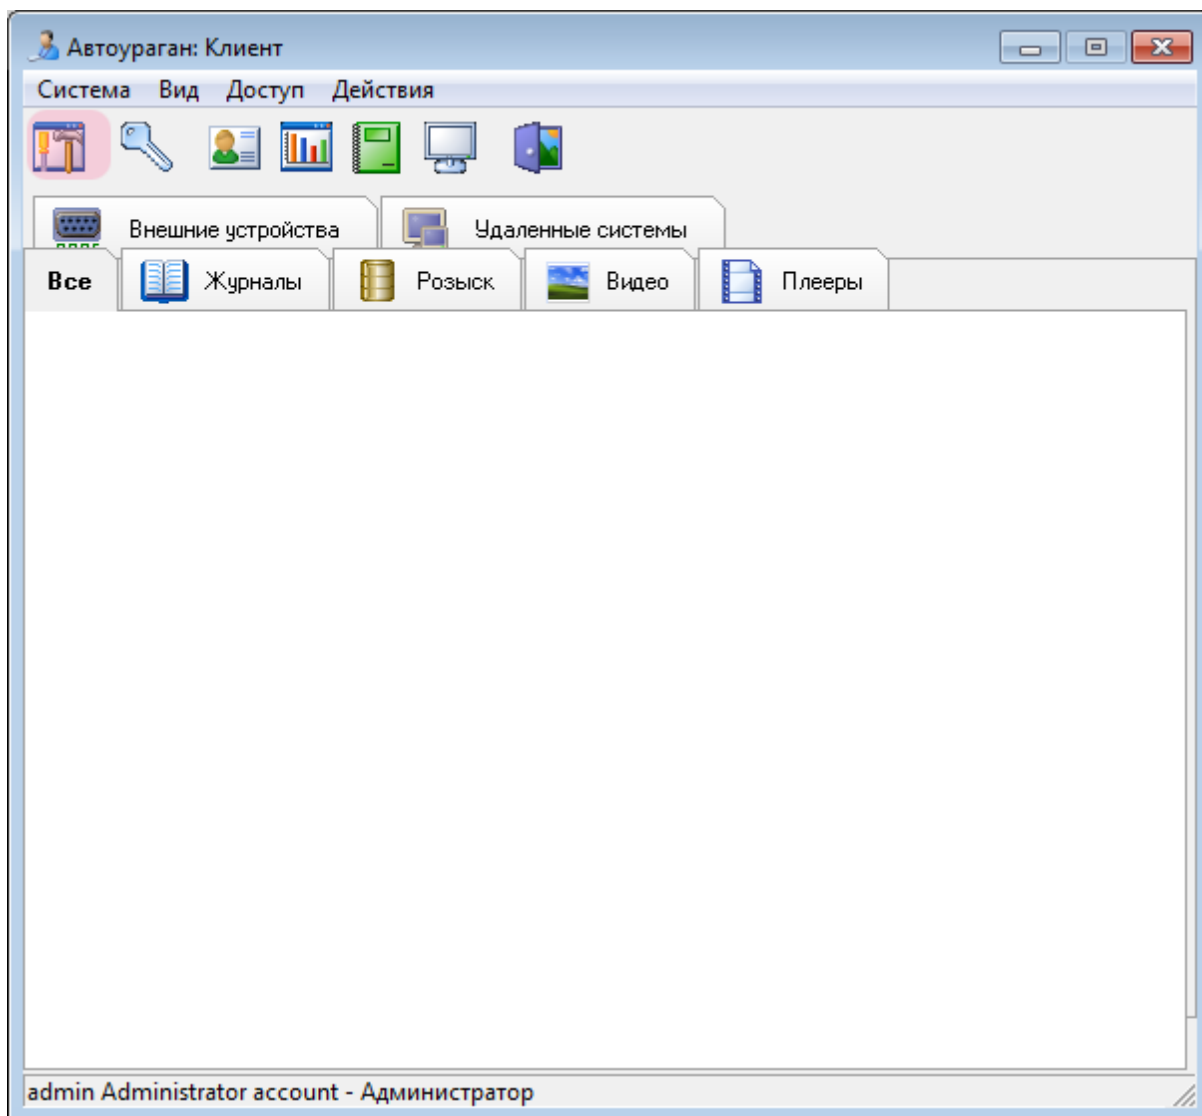 Автоураган: Клиент
Система Вид Доступ Действия
Внешние устройства Удаленные системы
Все Журналы Розыск Видео Плееры
admin Administrator account - Администратор